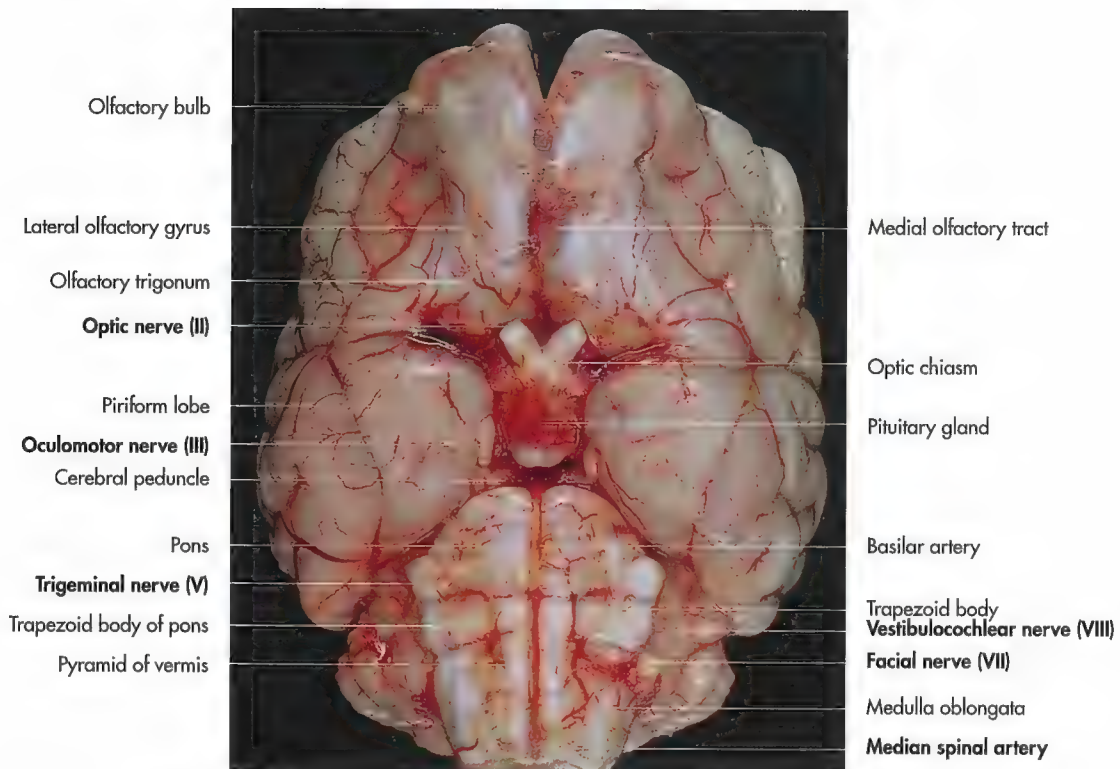 Olfactory bulb
Lateral olfactory gyrus
Olfactory trigonum
Optic nerve (II)
Piriform lobe
Oculomotor nerve (III)
Cerebral peduncle
Pons
Trigeminal nerve (V)
Trapezoid body of pons
Pyramid of vermis
Medial olfactory tract
Optic chiasm
Pituitary gland
Basilar artery
Trapezoid body
Vestibulocochlear nerve (VIII)
Facial nerve (VII)
Medulla oblongata
Median spinal artery